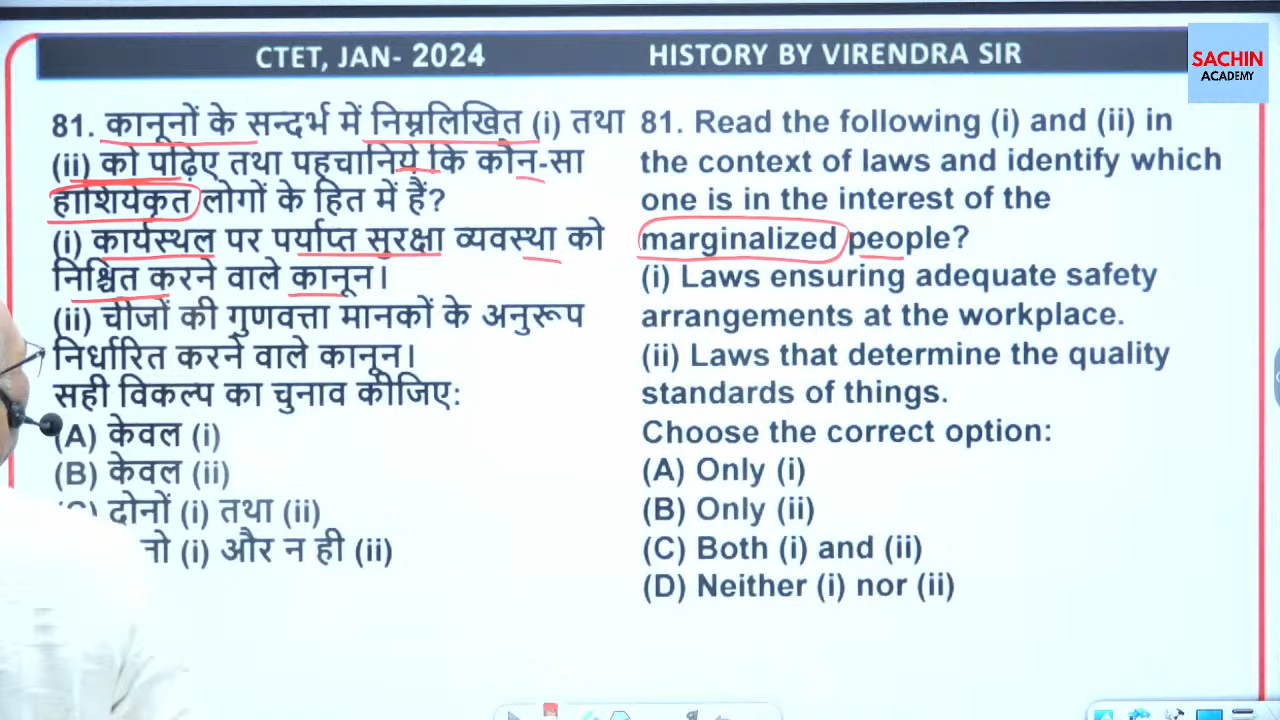 CTET, JAN- 2024
HISTORY BY VIRENDRA SIR
SACHIN
ACADEMY
81. कानूनों के सन्दर्भ में निम्नलिखित (i) तथा
(ii) को पढ़िए तथा पहचानिये कि कौन-सा
हाशियेकृत लोगों के हित में हैं?
(i) कार्यस्थल पर पर्याप्त सुरक्षा व्यवस्था को
निश्चित करने वाले कानून।
(ii) चीजों की गुणवत्ता मानकों के अनुरूप
निर्धारित करने वाले कानून।
सही विकल्प का चुनाव कीजिए:
(A) केवल (i)
(B) केवल (ii)
दोनों (i) तथा (ii)
(i) और न ही (ii)
81. Read the following (i) and (ii) in
the context of laws and identify which
one is in the interest of the
marginalized people?
(i) Laws ensuring adequate safety
arrangements at the workplace.
(ii) Laws that determine the quality
standards of things.
Choose the correct option:
(A) Only (i)
(B) Only (ii)
(C) Both (i) and (ii)
(D) Neither (i) nor (ii)